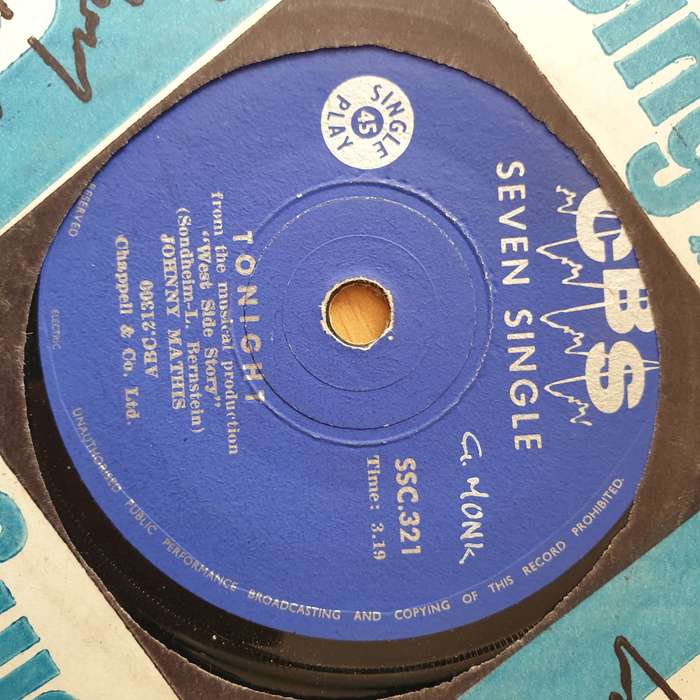 CBS
SEVEN SINGLE
SINGLE
45
PLAY
G. MONK
SSC.321
Time: 3.19
TONIGHT
from the musical production
"West Side Story"
(Sondheim-L. Bernstein)
JOHNNY MATHIS
Chappell & Co. Ltd.
RESERVED
ELECTRIC
UNAUTHORISED PUBLIC PERFORMANCE BROADCASTING AND COPYING OF THIS RECORD PROHIBITED.